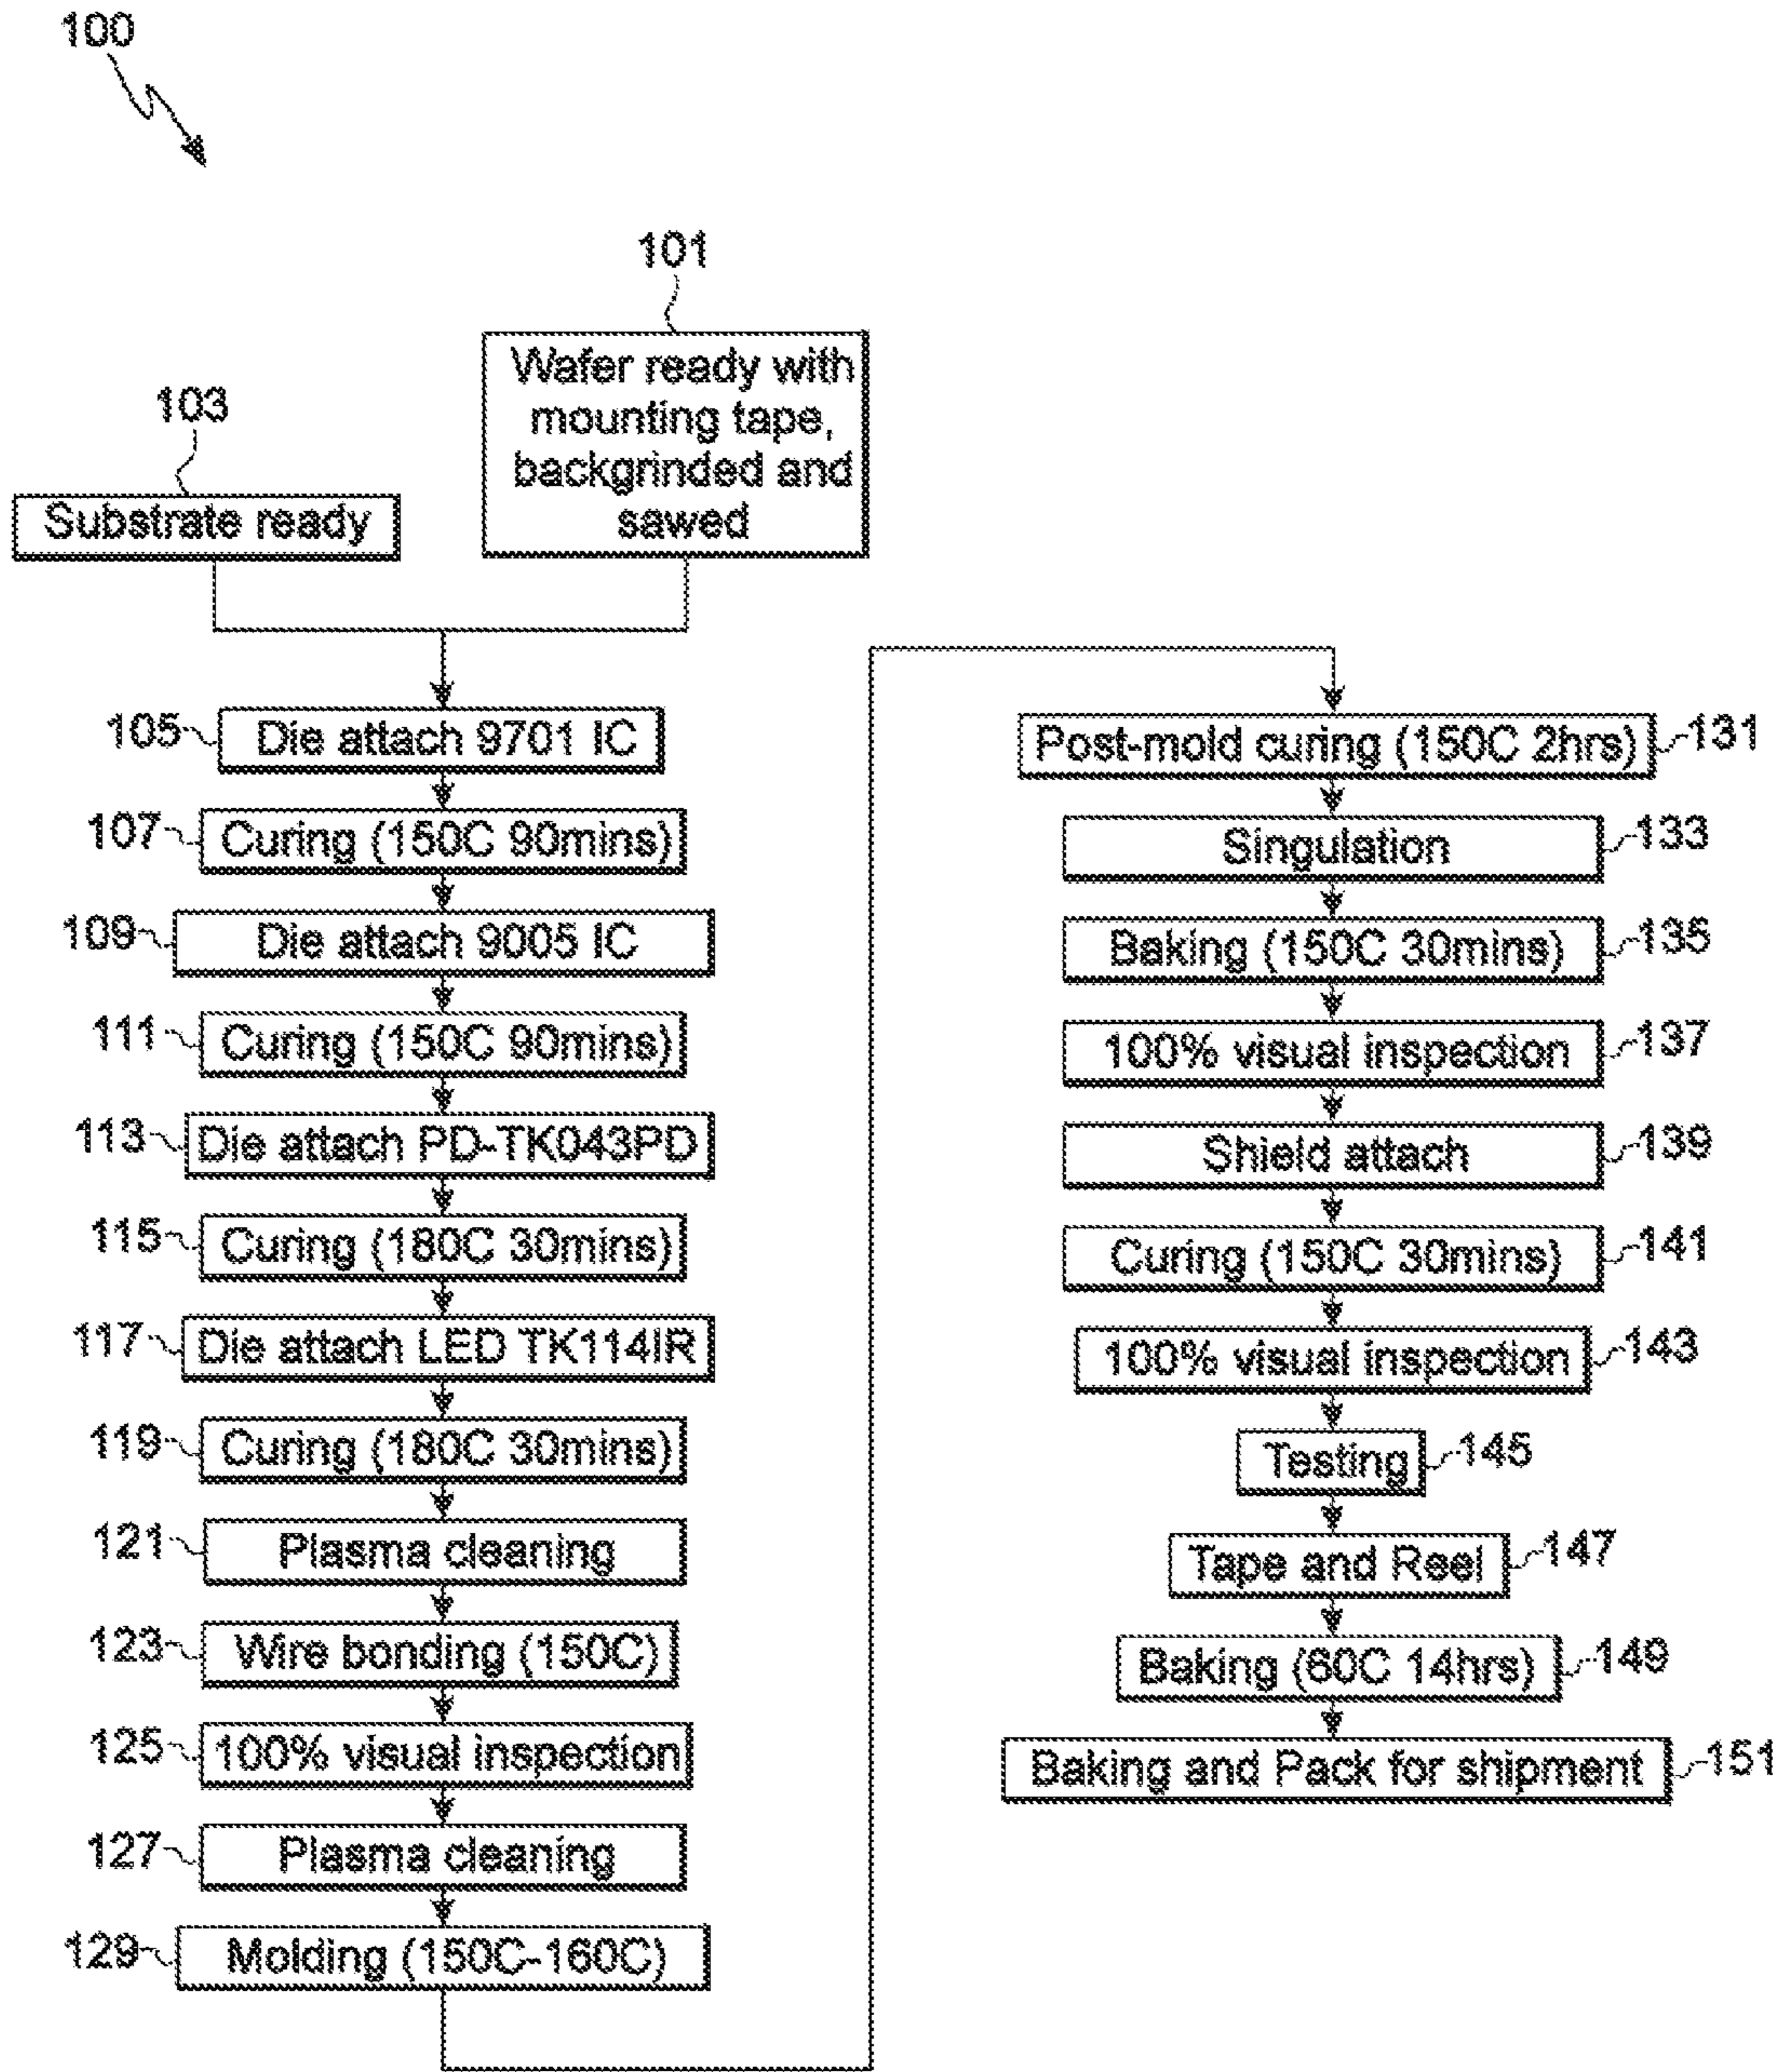 100
101
Wafer ready with
mounting tape,
backgrinded and
sawed
103
Substrate ready
105
Die attach 9701 IC
107
Curing (150C 90mins)
109
Die attach 9005 IC
111
Curing (150C 90mins)
113
Die attach PD-TK043PD
115
Curing (180C 30mins)
117
Die attach LED TK114IR
119
Curing (180C 30mins)
121
Plasma cleaning
123
Wire bonding (150C)
125
100% visual inspection
127
Plasma cleaning
129
Molding (150C-160C)
Post-mold curing (150C 2hrs)
131
Singulation
133
Baking (150C 30mins)
135
100% visual inspection
137
Shield attach
139
Curing (150C 30mins)
141
100% visual inspection
143
Testing
145
Tape and Reel
147
Baking (60C 14hrs)
149
Baking and Pack for shipment
151